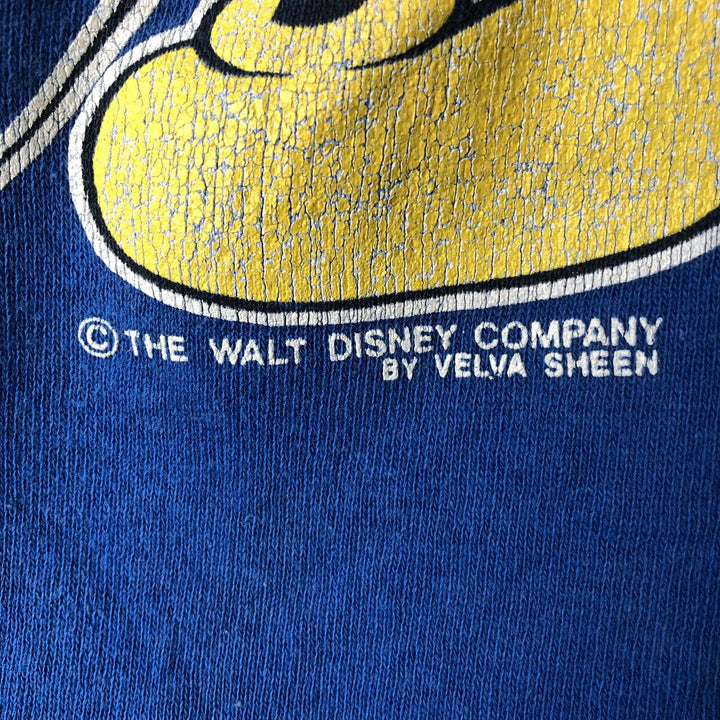 © THE WALT DISNEY COMPANY
BY VELVA SHEEN